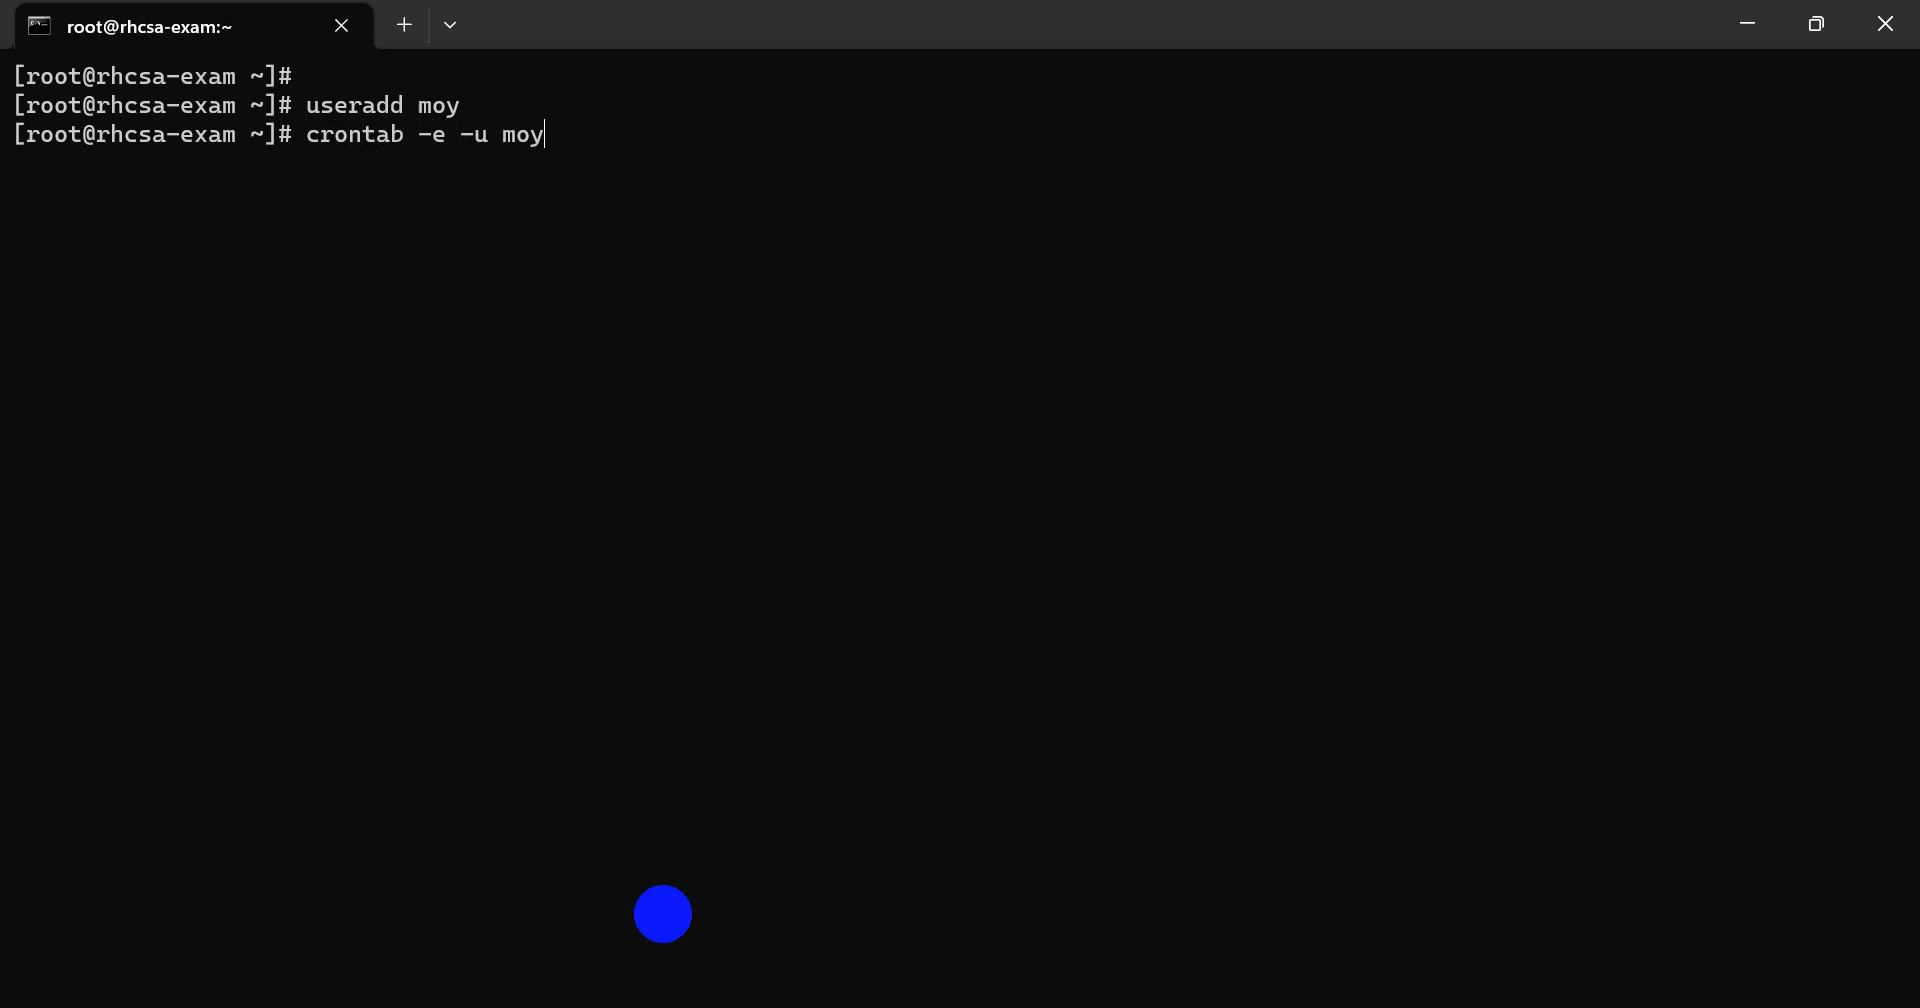 root@rhcsa-exam:~
[root@rhcsa-exam ~]#
[root@rhcsa-exam ~]# useradd moy
[root@rhcsa-exam ~]# crontab -e -u moy